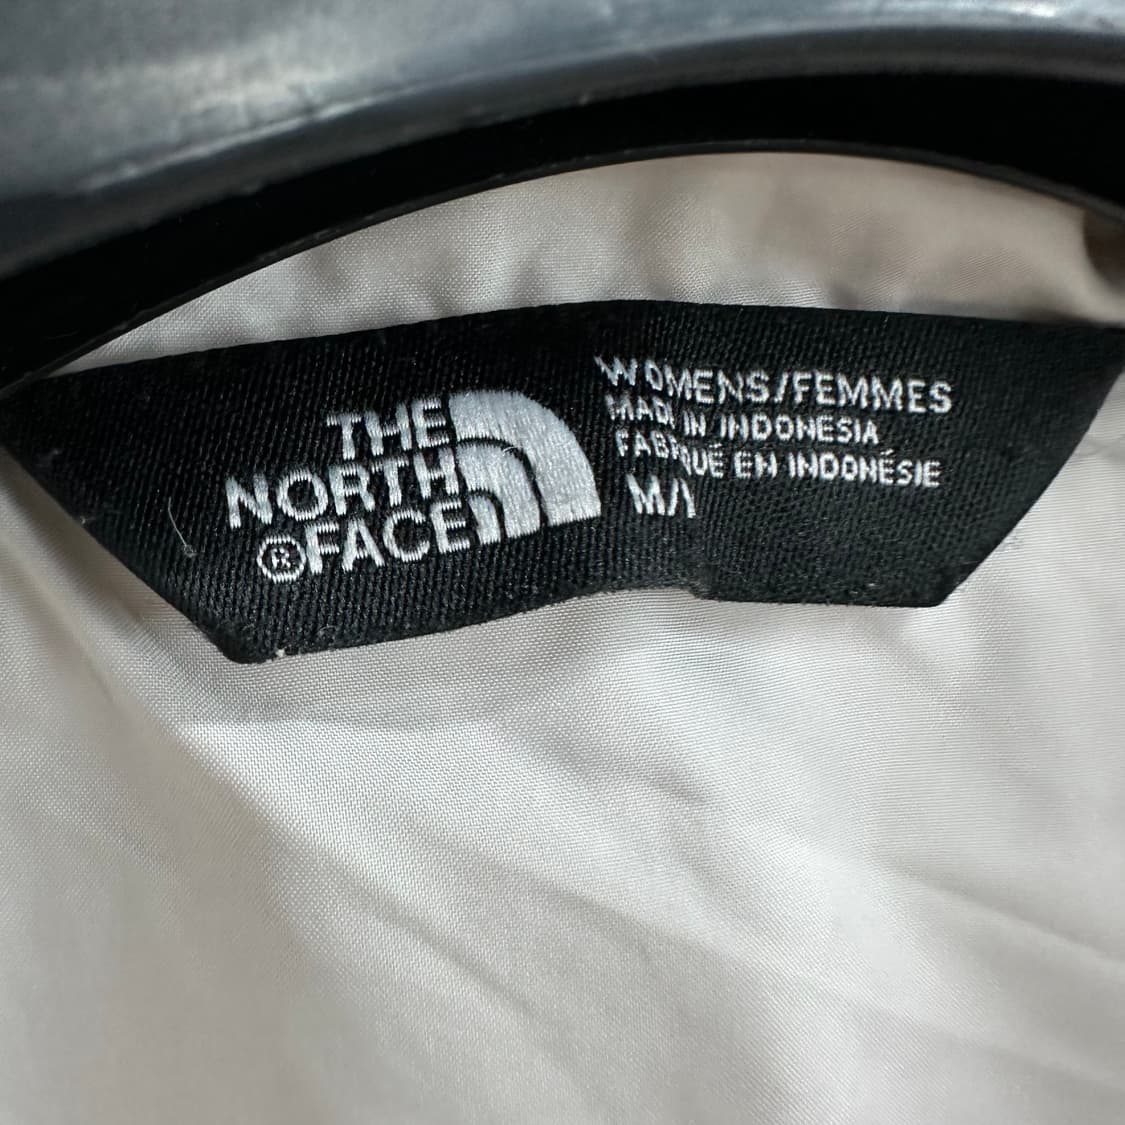 THE
NORTH
®FACE
WOMENS/FEMMES
MADE IN INDONESIA
FABRIQUÉ EN INDONÉSIE
M/